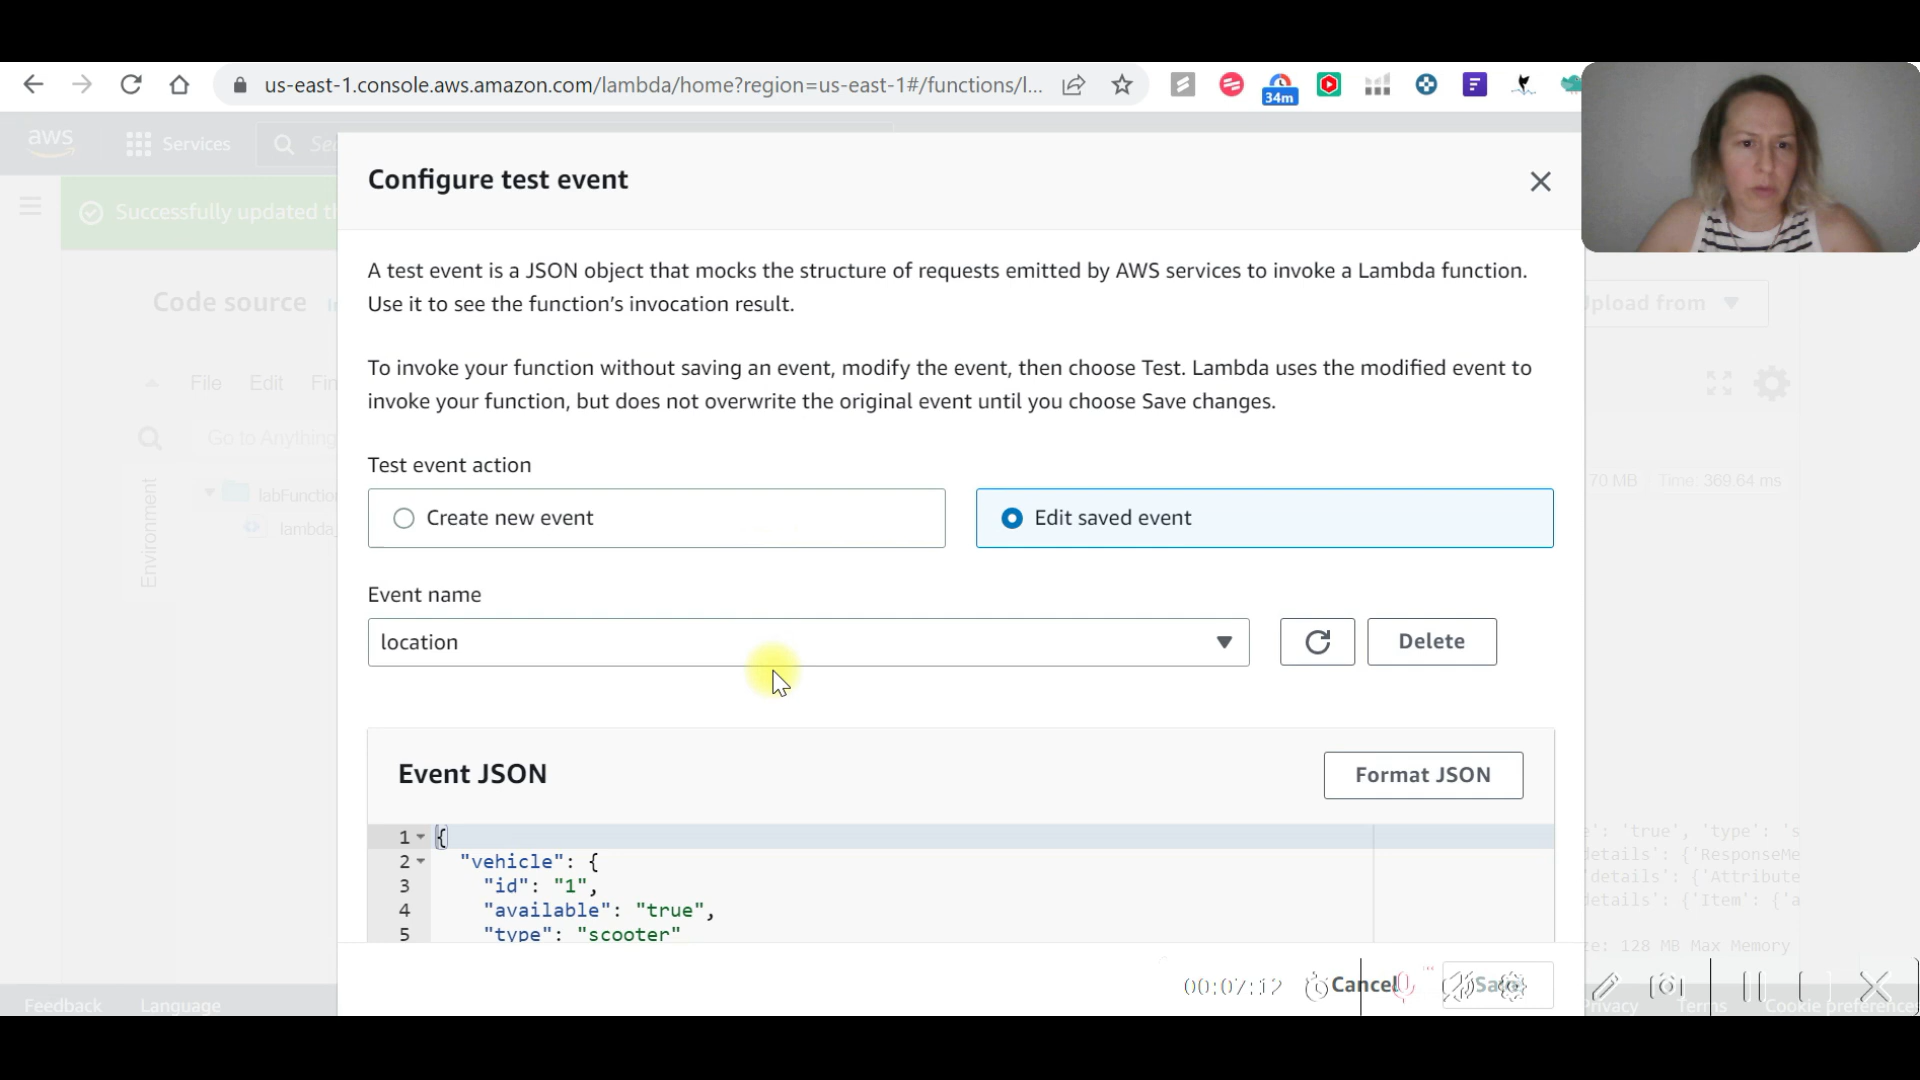 us-east-1.console.aws.amazon.com/lambda/home?region=us-east-1#/functions/l...
34m
aws
Services
Configure test event
Successfully updated
A test event is a JSON object that mocks the structure of requests emitted by AWS services to invoke a Lambda function.
Use it to see the function's invocation result.
Code source
Upload from
To invoke your function without saving an event, modify the event, then choose Test. Lambda uses the modified event to
invoke your function, but does not overwrite the original event until you choose Save changes.
File Edit
Go to Anything
Test event action
70 MB Time: 369.64 ms
Environment
Create new event
Edit saved event
Event name
location
Delete
Event JSON
Format JSON
1 {
2 "vehicle": {
3 "id": "1",
4 "available": "true",
5 "type": "scooter"
': 'true', 'type': 's
details': {'ResponseMe
details': {'Attribute
details': {'Item': {'a
128 MB Max Memory
00:07:12
Cancel
Feedback Language
Privacy Terms Cookie preferences